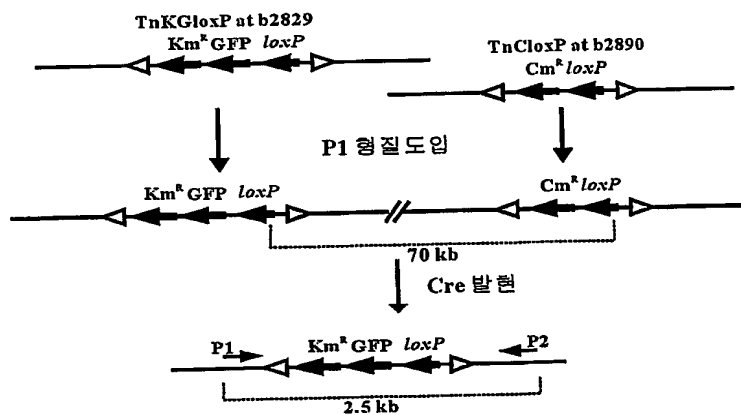 TnKGloxP at b2829
Km^R GFP loxP
TnCloxP at b2890
Cm^R loxP
P1 형질도입
Km^R GFP loxP
Cm^R loxP
70 kb
Cre 발현
P1
Km^R GFP loxP
P2
2.5 kb